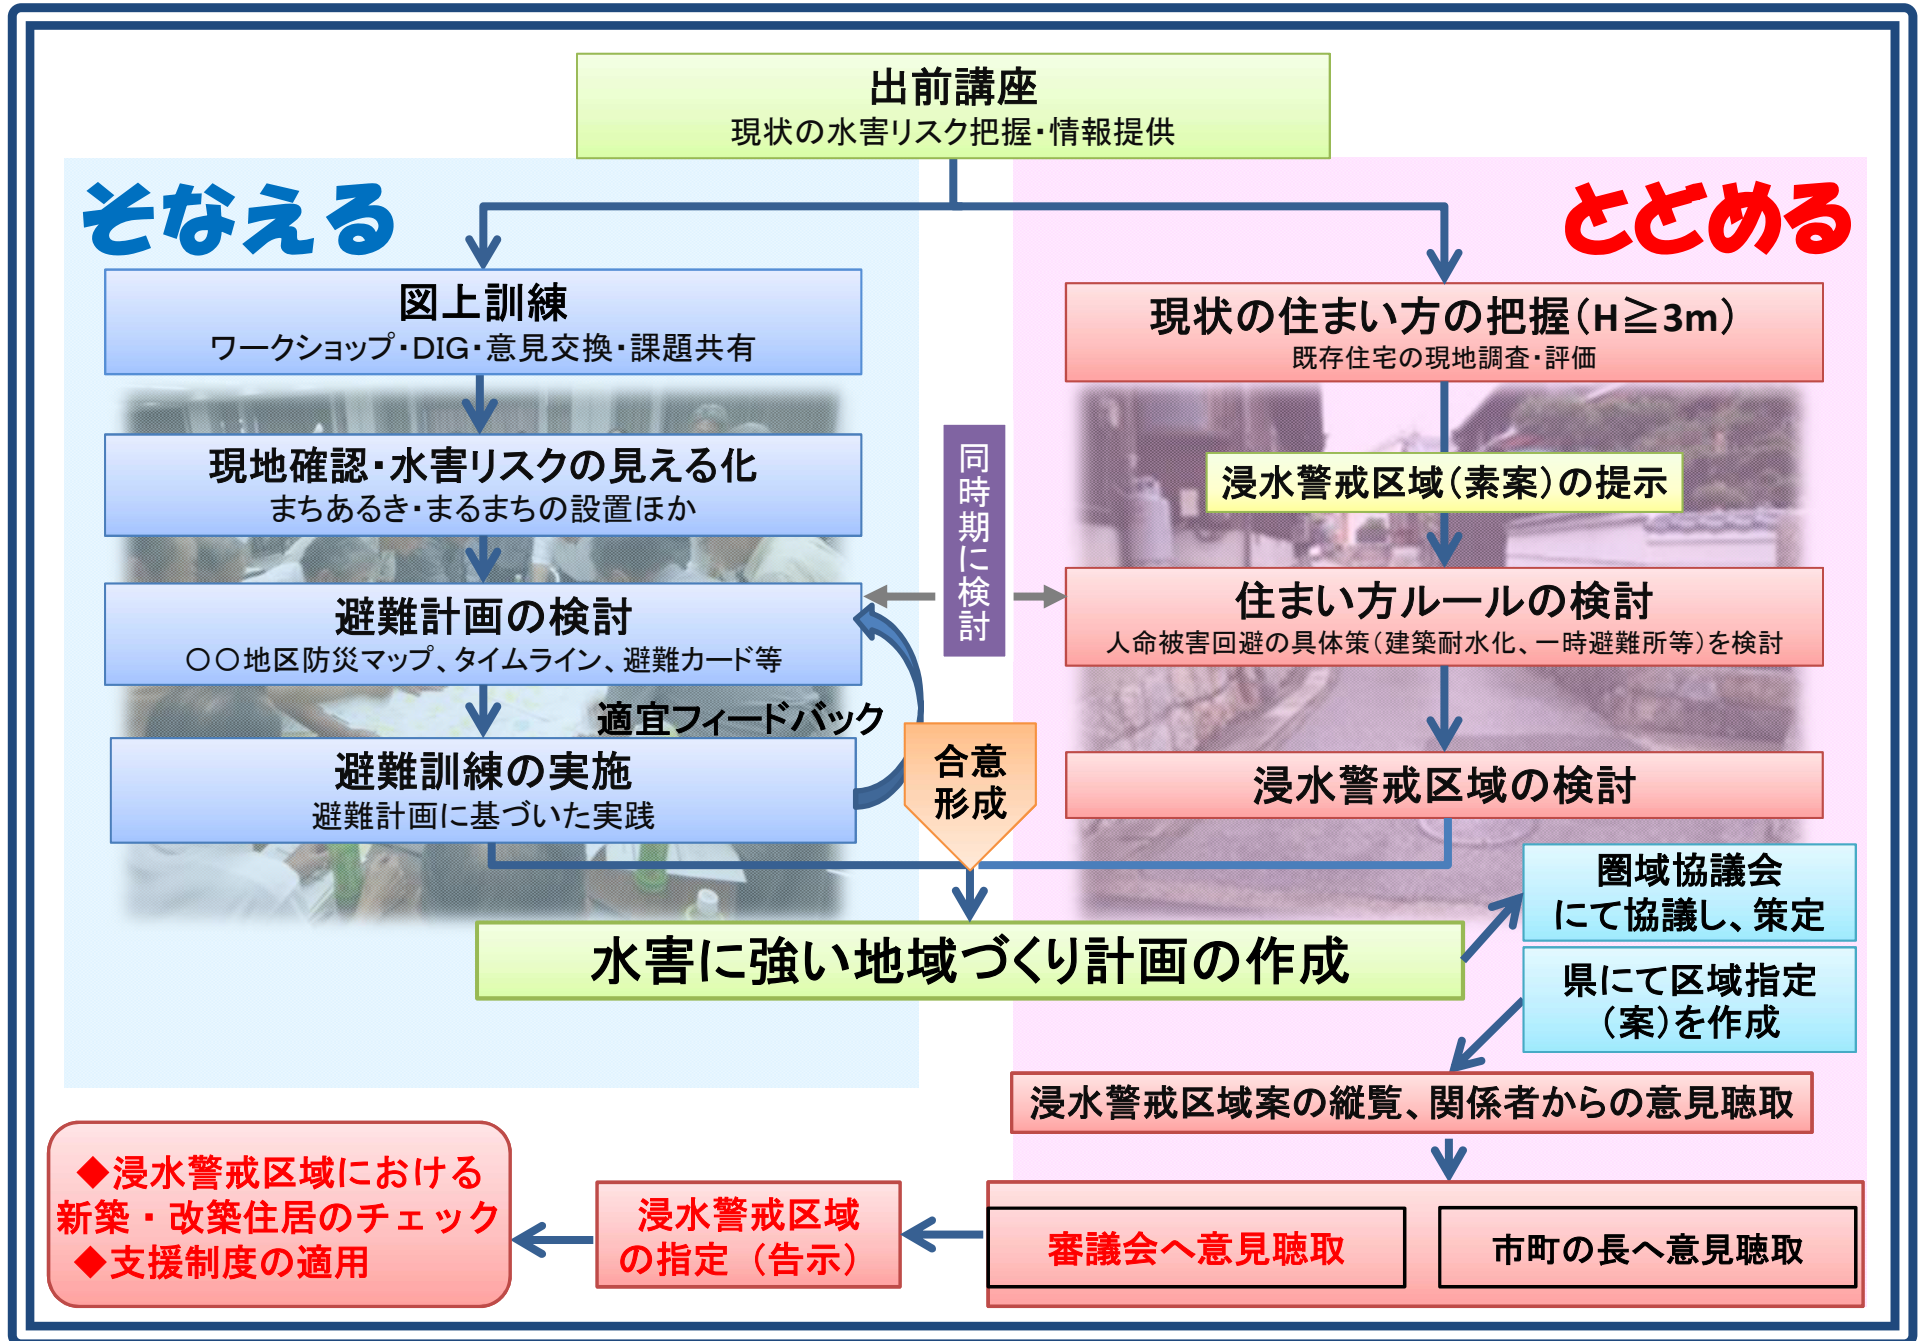 出前講座
現状の水害リスク把握・情報提供
そなえる
とどめる
図上訓練
ワークショップ・DIG・意見交換・課題共有
現地確認・水害リスクの見える化
まちあるき・まるまちの設置ほか
避難計画の検討
〇〇地区防災マップ、タイムライン、避難カード等
適宜フィードバック
避難訓練の実施
避難計画に基づいた実践
同時期に検討
合意
形成
現状の住まい方の把握（H≧3m）
既存住宅の現地調査・評価
浸水警戒区域（素案）の提示
住まい方ルールの検討
人命被害回避の具体策（建築耐水化、一時避難所等）を検討
浸水警戒区域の検討
水害に強い地域づくり計画の作成
圏域協議会
にて協議し、策定
県にて区域指定
（案）を作成
浸水警戒区域案の縦覧、関係者からの意見聴取
審議会へ意見聴取
市町の長へ意見聴取
浸水警戒区域
の指定（告示）
◆浸水警戒区域における
新築・改築住居のチェック
◆支援制度の適用